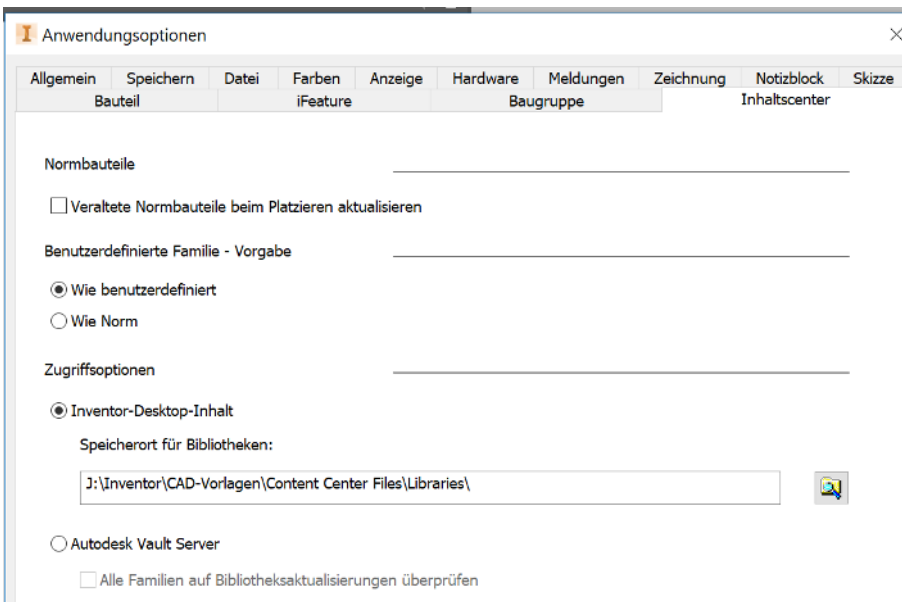 Anwendungsoptionen
Allgemein Speichern Datei Farben Anzeige Hardware Meldungen Zeichnung Notizblock Skizze
Bauteil iFeature Baugruppe Inhaltscenter
Normbauteile
Veraltete Normbauteile beim Platzieren aktualisieren
Benutzerdefinierte Familie - Vorgabe
Wie benutzerdefiniert
Wie Norm
Zugriffsoptionen
Inventor-Desktop-Inhalt
Speicherort für Bibliotheken:
J:\Inventor\CAD-Vorlagen\Content Center Files\Libraries\
Autodesk Vault Server
Alle Familien auf Bibliotheksaktualisierungen überprüfen